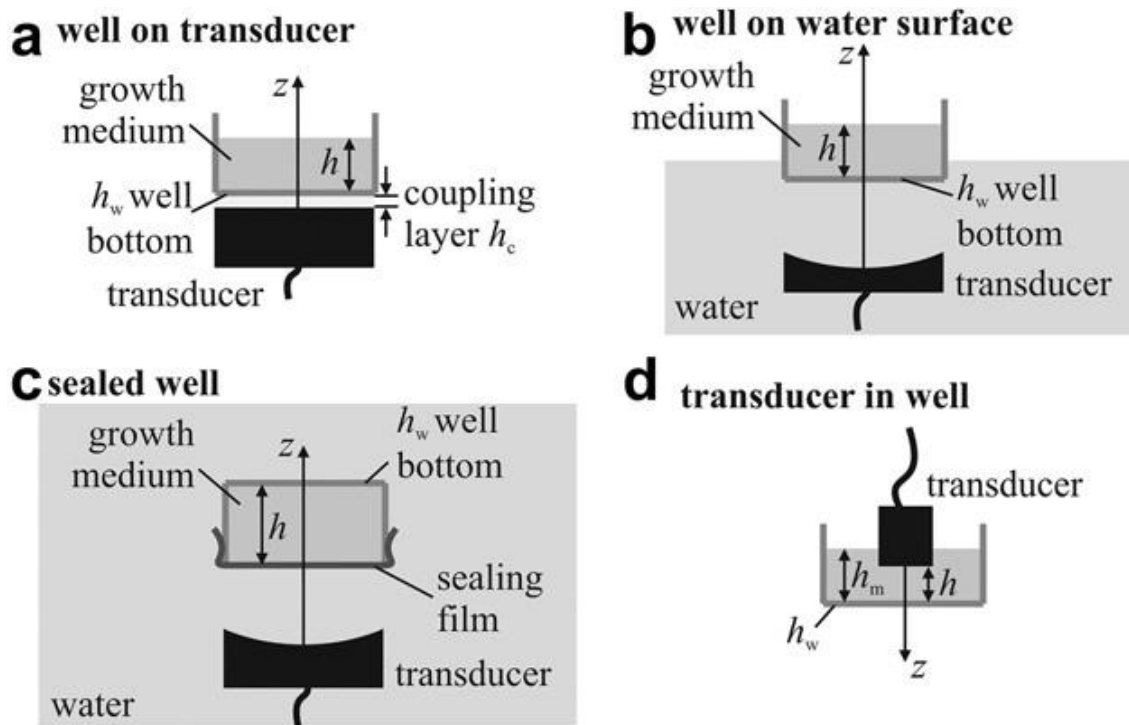 a well on transducer
z
growth
medium
h
h_w well
bottom
coupling
layer h_c
transducer
b well on water surface
z
growth
medium
h
h_w well
bottom
transducer
water
c sealed well
growth
medium
z
h_w well
bottom
h
sealing
film
transducer
water
d transducer in well
transducer
h_m
h
h_w
z